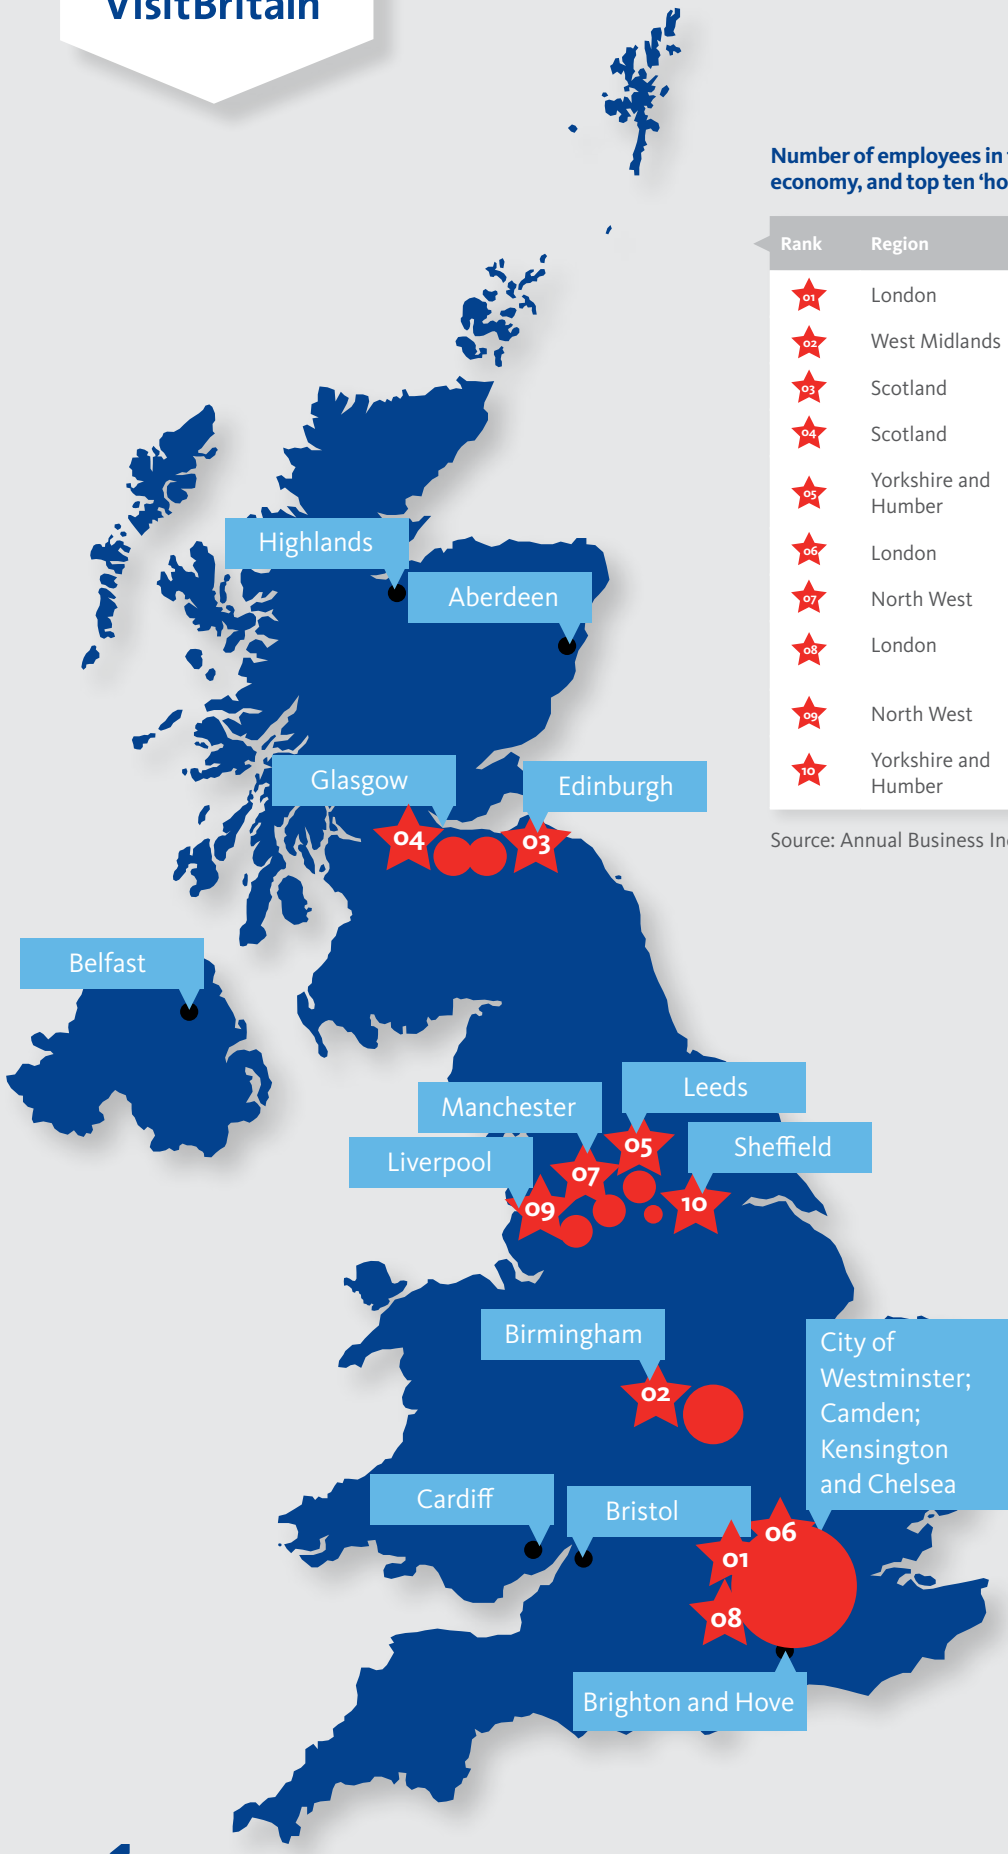 VisitBritain
Number of employees in
economy, and top ten ‘ho
Rank Region
01 London
02 West Midlands
03 Scotland
04 Scotland
05 Yorkshire and
Humber
06 London
07 North West
08 London
09 North West
10 Yorkshire and
Humber
Source: Annual Business In
Highlands
Aberdeen
Glasgow
Edinburgh
04
03
Belfast
Leeds
Manchester
Sheffield
Liverpool
05
07
10
09
Birmingham
02
City of
Westminster;
Camden;
Kensington
and Chelsea
Cardiff
Bristol
06
01
08
Brighton and Hove